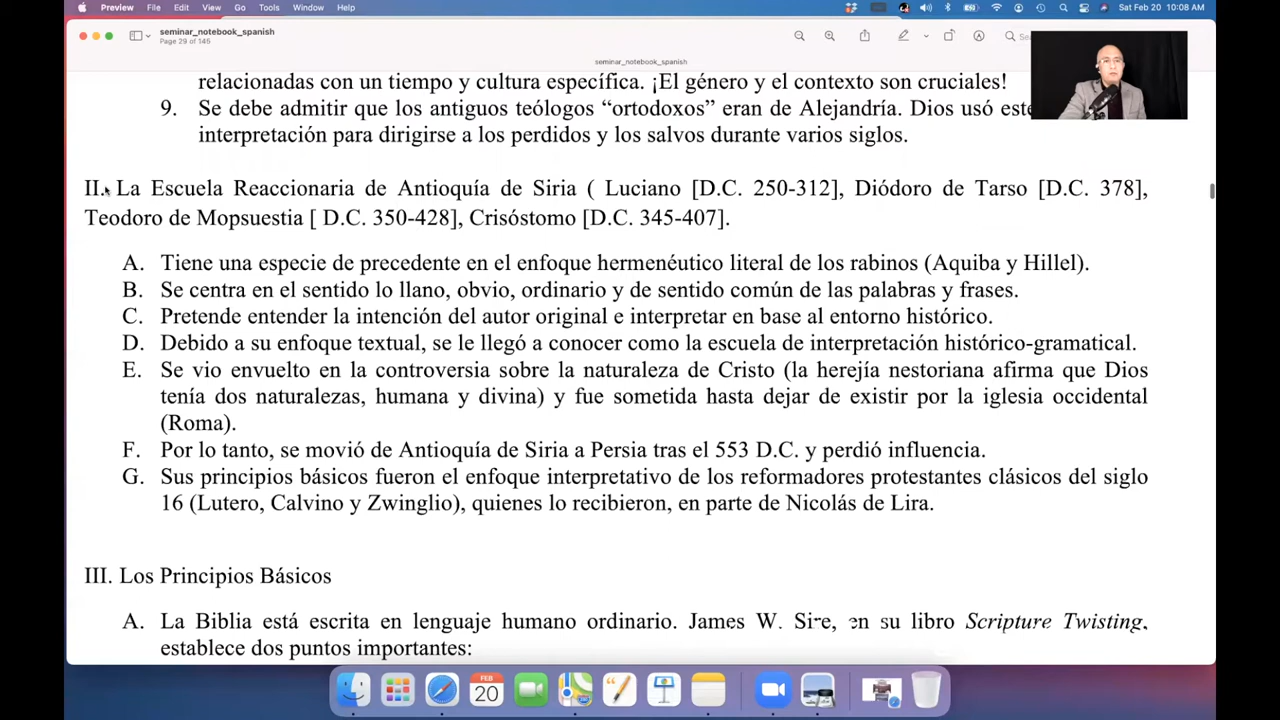 Preview File Edit View Go Tools Window Help Sat Feb 20 10:08 AM
seminar_notebook_spanish
Page 29 of 145
seminar_notebook_spanish
relacionadas con un tiempo y cultura específica. ¡El género y el contexto son cruciales!
9. Se debe admitir que los antiguos teólogos “ortodoxos” eran de Alejandría. Dios usó este
interpretación para dirigirse a los perdidos y los salvos durante varios siglos.
II. La Escuela Reaccionaria de Antioquía de Siria ( Luciano [D.C. 250-312], Diódoro de Tarso [D.C. 378],
Teodoro de Mopsuestia [ D.C. 350-428], Crisóstomo [D.C. 345-407].
A. Tiene una especie de precedente en el enfoque hermenéutico literal de los rabinos (Aquiba y Hillel).
B. Se centra en el sentido lo llano, obvio, ordinario y de sentido común de las palabras y frases.
C. Pretende entender la intención del autor original e interpretar en base al entorno histórico.
D. Debido a su enfoque textual, se le llegó a conocer como la escuela de interpretación histórico-gramatical.
E. Se vio envuelto en la controversia sobre la naturaleza de Cristo (la herejía nestoriana afirma que Dios
tenía dos naturalezas, humana y divina) y fue sometida hasta dejar de existir por la iglesia occidental
(Roma).
F. Por lo tanto, se movió de Antioquía de Siria a Persia tras el 553 D.C. y perdió influencia.
G. Sus principios básicos fueron el enfoque interpretativo de los reformadores protestantes clásicos del siglo
16 (Lutero, Calvino y Zwinglio), quienes lo recibieron, en parte de Nicolás de Lira.
III. Los Principios Básicos
A. La Biblia está escrita en lenguaje humano ordinario. James W. Sire, en su libro Scripture Twisting,
establece dos puntos importantes:
FEB
20